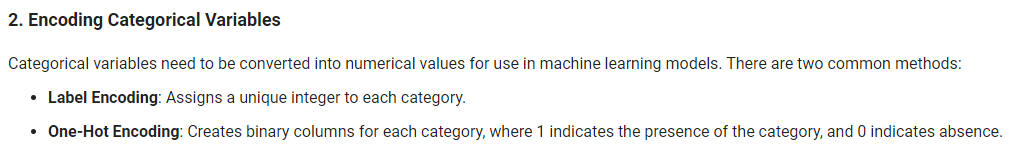 2. Encoding Categorical Variables
Categorical variables need to be converted into numerical values for use in machine learning models. There are two common methods:
• Label Encoding: Assigns a unique integer to each category.
• One-Hot Encoding: Creates binary columns for each category, where 1 indicates the presence of the category, and 0 indicates absence.